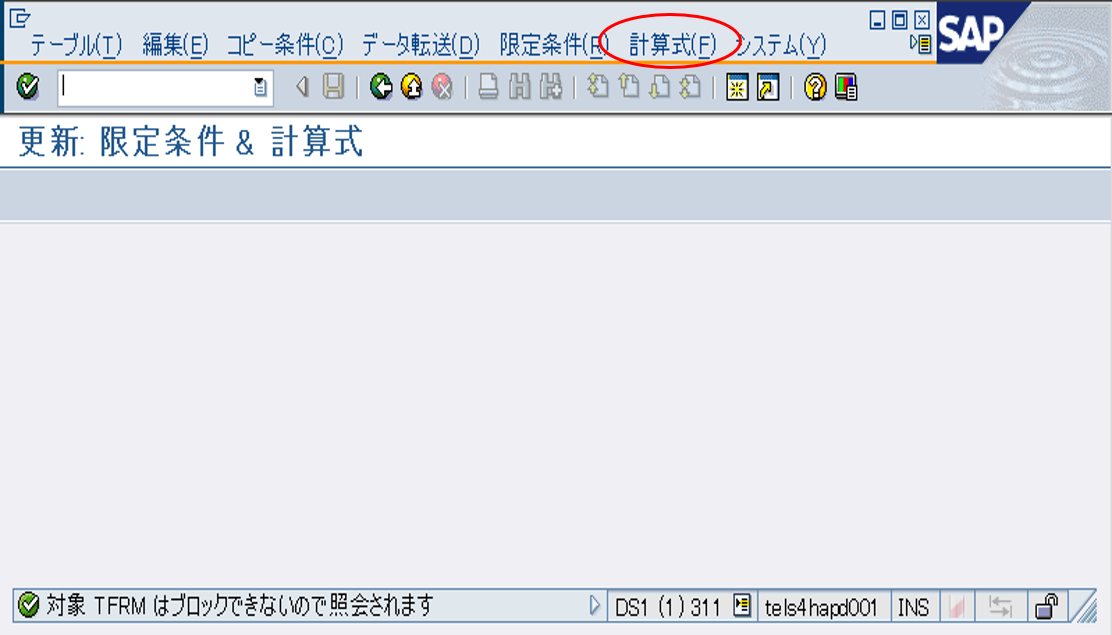 テーブル(T) 編集(E) コピー条件(C) データ転送(D) 限定条件(R) 計算式(F) システム(Y)
SAP
更新: 限定条件 & 計算式
対象 TFRM はブロックできないので照会されます
DS1 (1) 311 tels4hapd001 INS